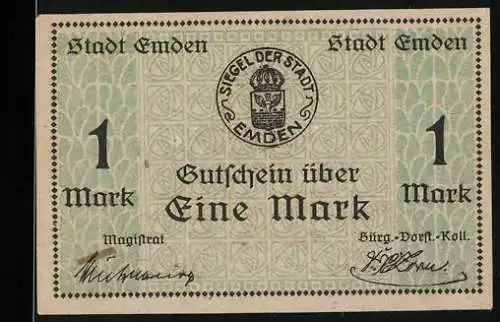 Stadt Emden Stadt Emden
SIEGEL DER STADT
EMDEN
1 1
Mark Mark
Gutschein über
Eine Mark
Magistrat Bürg.-Vorst.-Koll.